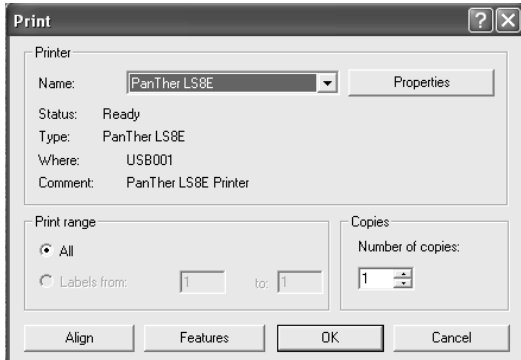 Print
Printer
Name: PanTher LS8E Properties
Status: Ready
Type: PanTher LS8E
Where: USB001
Comment: PanTher LS8E Printer
Print range
All
Labels from: 1 to: 1
Copies
Number of copies:
1
Align Features OK Cancel